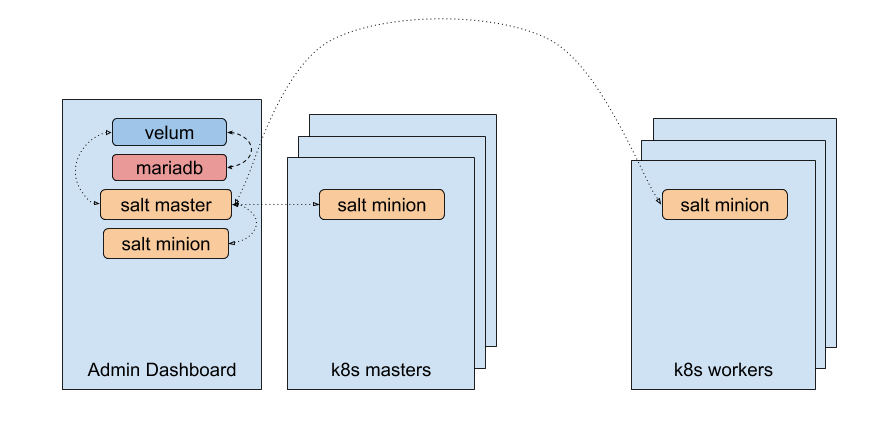 velum
mariadb
salt master
salt minion
Admin Dashboard
salt minion
k8s masters
salt minion
k8s workers